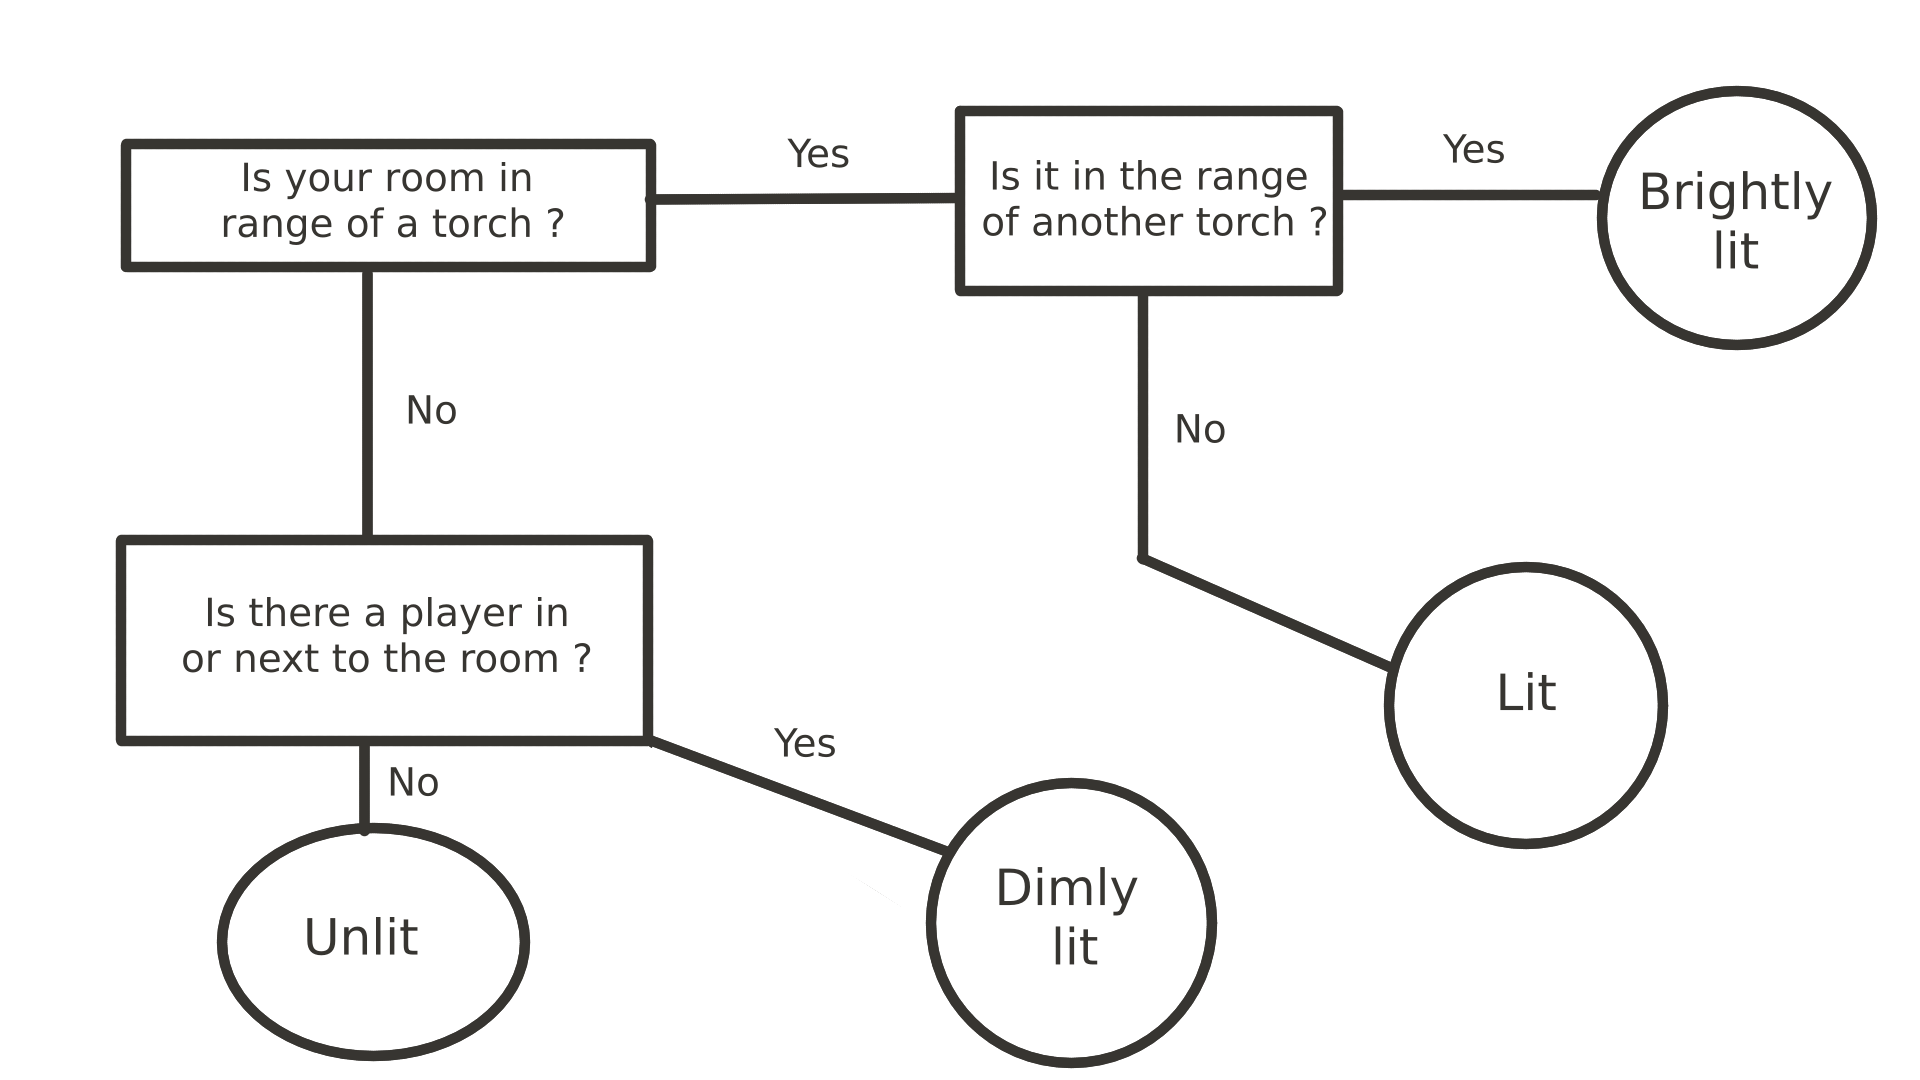 Is your room in
range of a torch ?
Yes
Is it in the range
of another torch ?
Yes
Brightly
lit
No
No
Is there a player in
or next to the room ?
Yes
Lit
No
Dimly
lit
Unlit